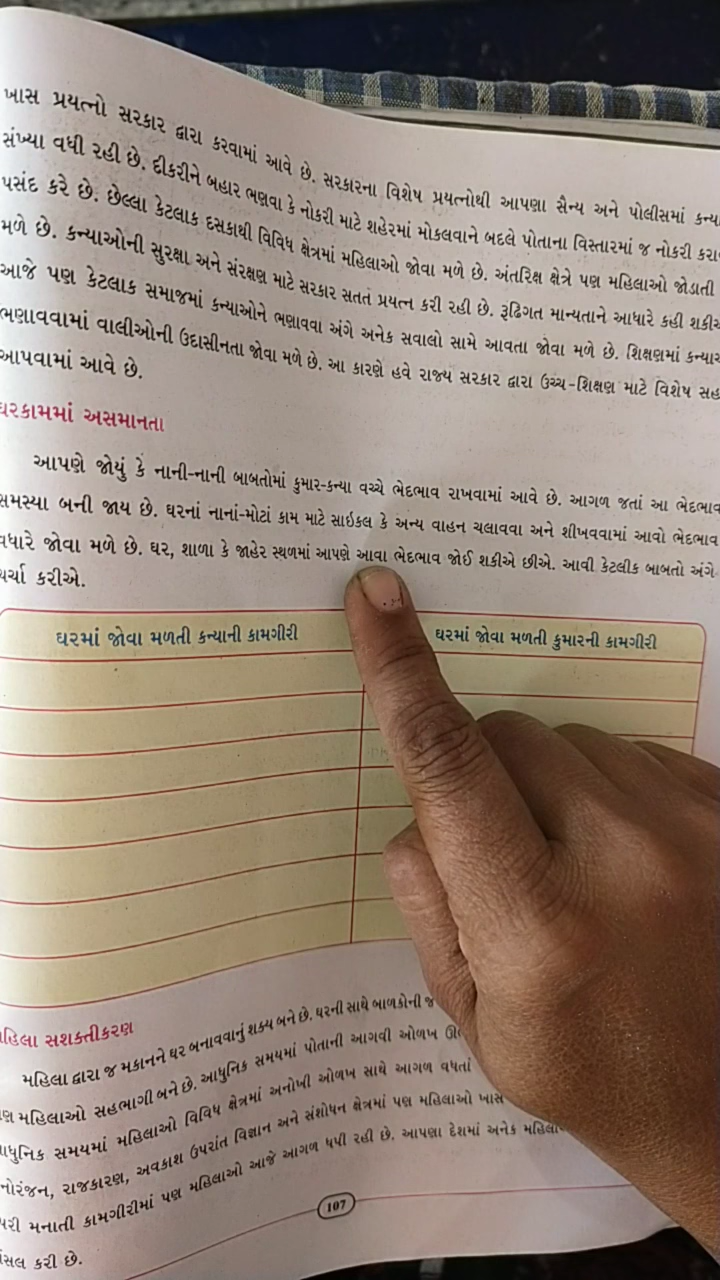 ખાસ પ્રયત્નો સરકાર દ્વારા કરવામાં આવે છે. સરકારના વિશેષ પ્રયત્નોથી આપણા સૈન્ય અને પોલીસમાં
સંખ્યા વધી રહી છે. દીકરીને બહાર ભણવા કે નોકરી માટે શહેરમાં મોકલવાને બદલે પોતાના વિસ્તારમાં જ નોકરી
પસંદ કરે છે. છેલ્લા કેટલાક દસકાથી વિવિધ ક્ષેત્રમાં મહિલાઓ જોવા મળે છે. અંતરિક્ષ ક્ષેત્રે પણ મહિલાઓ જોડાતી
મળે છે. કન્યાઓની સુરક્ષા અને સંરક્ષણ માટે સરકાર સતત પ્રયત્ન કરી રહી છે. રૂઢિગત માન્યતાને આધારે કહી
આજે પણ કેટલાક સમાજમાં કન્યાઓને ભણાવવા અંગે અનેક સવાલો સામે આવતા જોવા મળે છે. શિક્ષણમાં
ભણાવવામાં વાલીઓની ઉદાસીનતા જોવા મળે છે. આ કારણે હવે રાજ્ય સરકાર દ્વારા ઉચ્ચ-શિક્ષણ માટે વિશેષ
આપવામાં આવે છે.
ઘરકામમાં અસમાનતા
આપણે જોયું કે નાની-નાની બાબતોમાં કુમાર-કન્યા વચ્ચે ભેદભાવ રાખવામાં આવે છે. આગળ જતાં આ ભેદભાવ
સમસ્યા બની જાય છે. ઘરનાં નાનાં-મોટાં કામ માટે સાઇકલ કે અન્ય વાહન ચલાવવા અને શીખવવામાં આવો ભેદભાવ
વધારે જોવા મળે છે. ઘર, શાળા કે જાહેર સ્થળમાં આપણે આવા ભેદભાવ જોઈ શકીએ છીએ. આવી કેટલીક બાબતો અંગે
ચર્ચા કરીએ.
ઘરમાં જોવા મળતી કન્યાની કામગીરી
ઘરમાં જોવા મળતી કુમારની કામગીરી
મહિલા સશક્તીકરણ
મહિલા દ્વારા જ મકાનને ઘર બનાવવાનું શક્ય બને છે. ઘરની સાથે બાળકોની જ
પણ મહિલાઓ સહભાગી બને છે. આધુનિક સમયમાં પોતાની આગવી ઓળખ
આધુનિક સમયમાં મહિલાઓ વિવિધ ક્ષેત્રમાં અનોખી ઓળખ સાથે આગળ વધતાં
મનોરંજન, રાજકારણ, અવકાશ ઉપરાંત વિજ્ઞાન અને સંશોધન ક્ષેત્રમાં પણ મહિલાઓ ખાસ
મનાતી કામગીરીમાં પણ મહિલાઓ આજે આગળ ધપી રહી છે. આપણા દેશમાં અનેક
કરી છે.
107